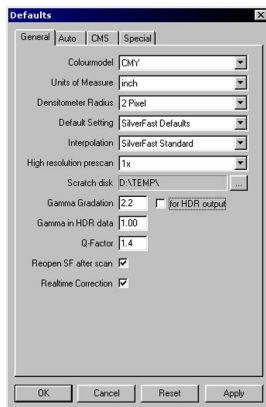 Defaults
General Auto CMS Special
Colourmodel CMY
Units of Measure inch
Densitometer Radius 2 Pixel
Default Setting SilverFast Defaults
Interpolation SilverFast Standard
High resolution prescan 1x
Scratch disk D:\TEMP\ ...
Gamma Gradation 2.2 for HDR output
Gamma in HDR data 1.00
Q-Factor 1.4
Reopen SF after scan
Realtime Correction
OK Cancel Reset Apply